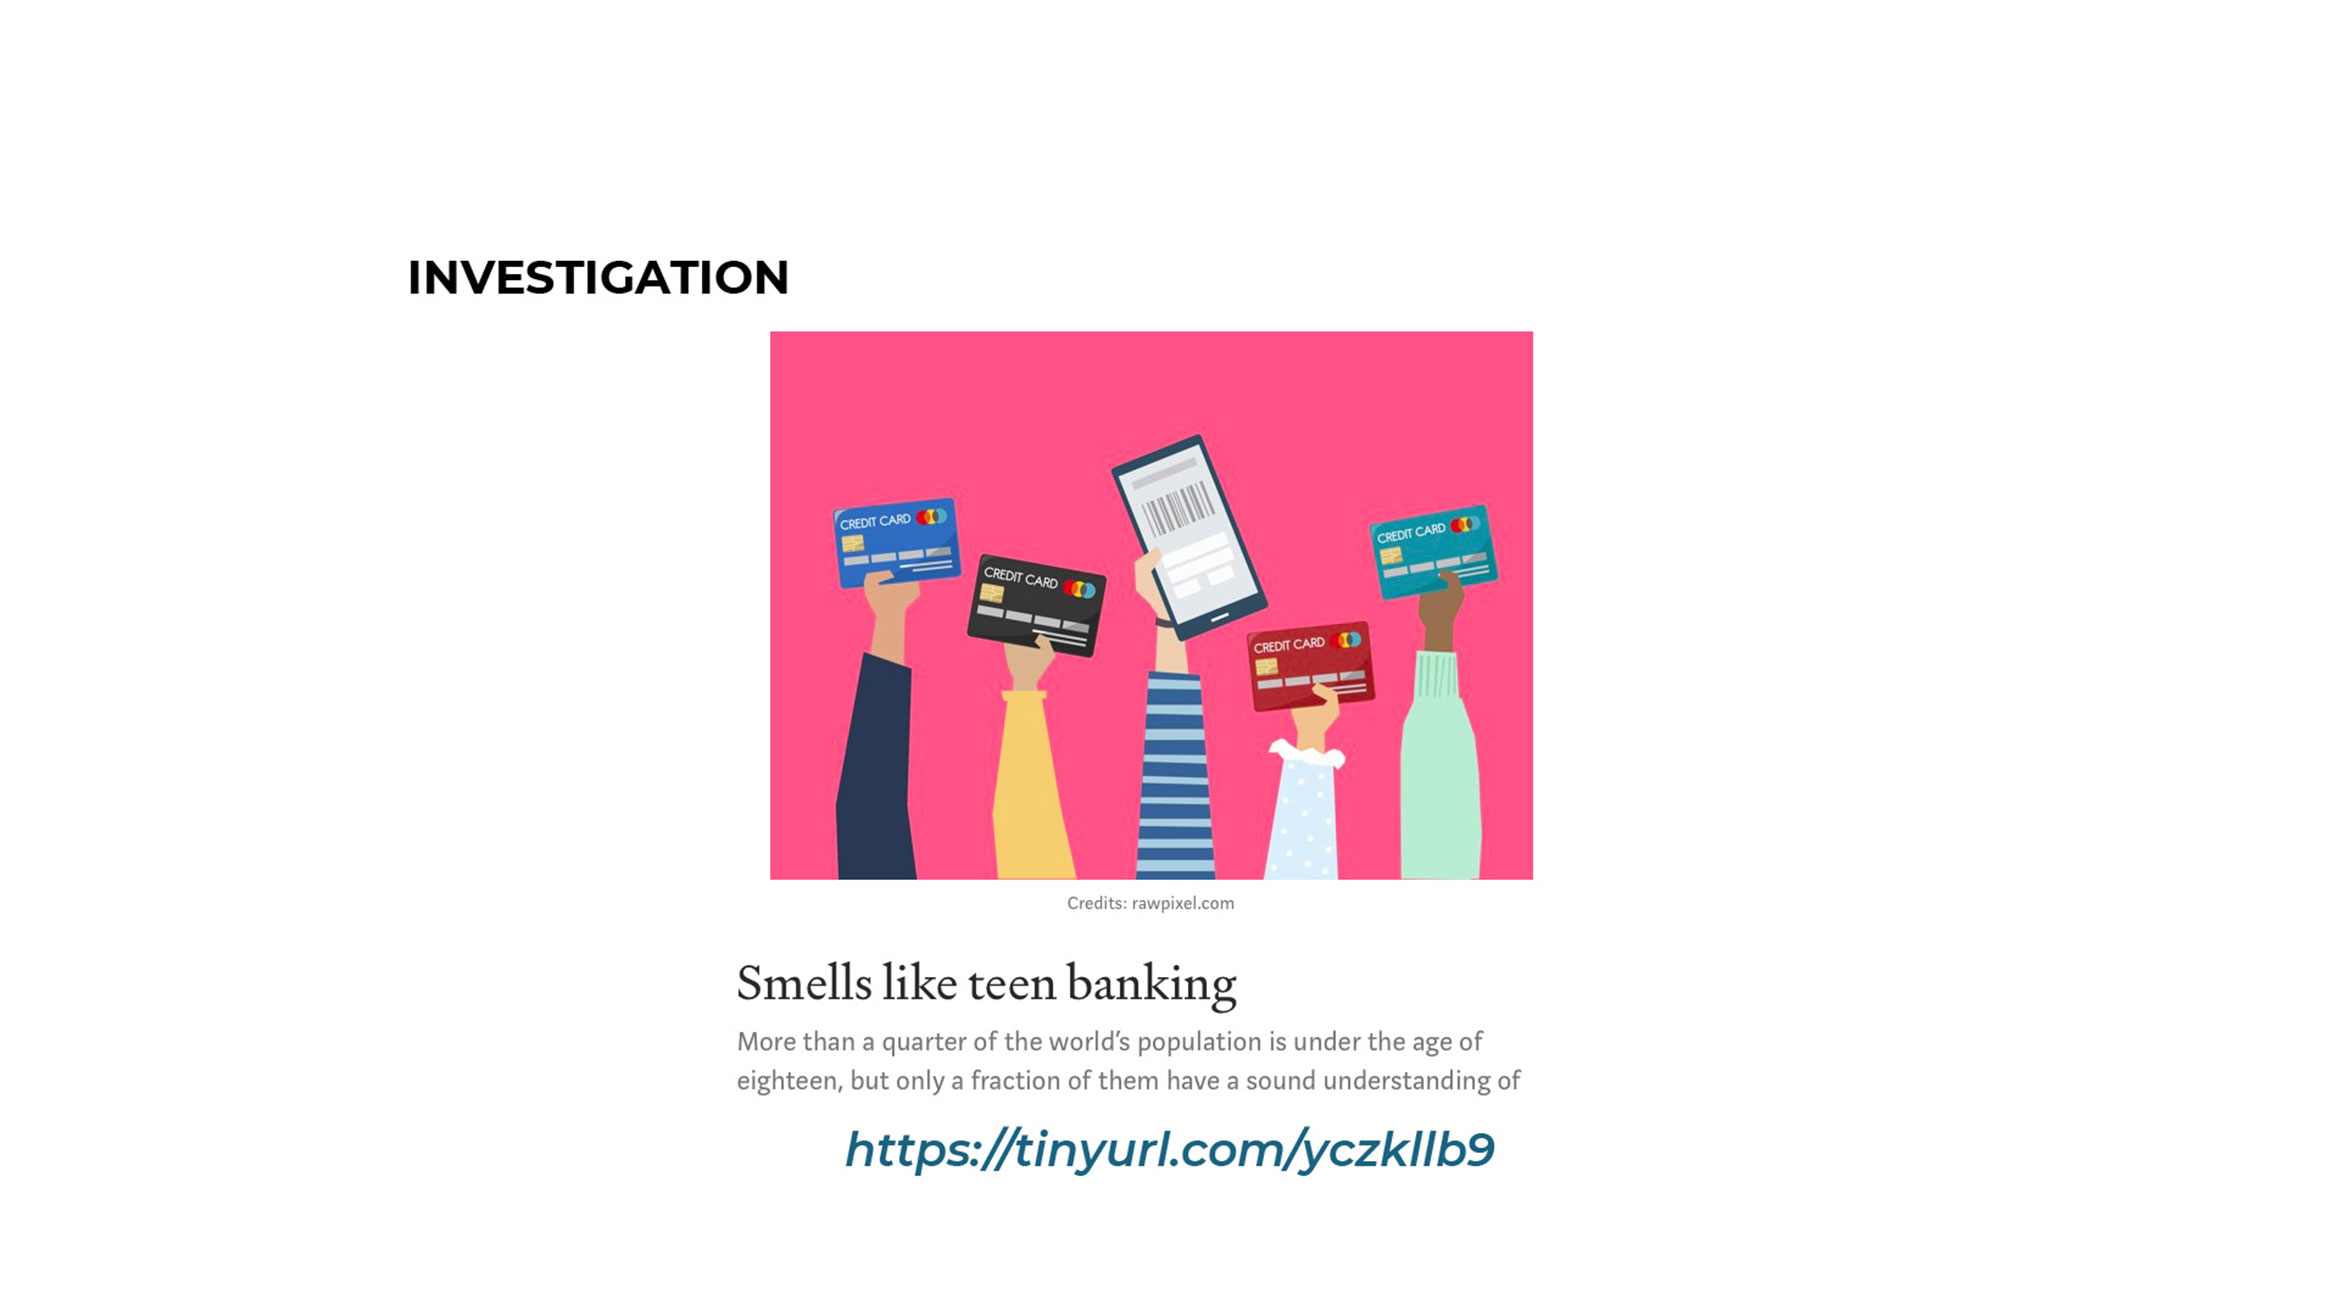 INVESTIGATION
CREDIT CARD
CREDIT CARD
CREDIT CARD
CREDIT CARD
Credits: rawpixel.com
Smells like teen banking
More than a quarter of the world’s population is under the age of
eighteen, but only a fraction of them have a sound understanding of
https://tinyurl.com/yczkllb9